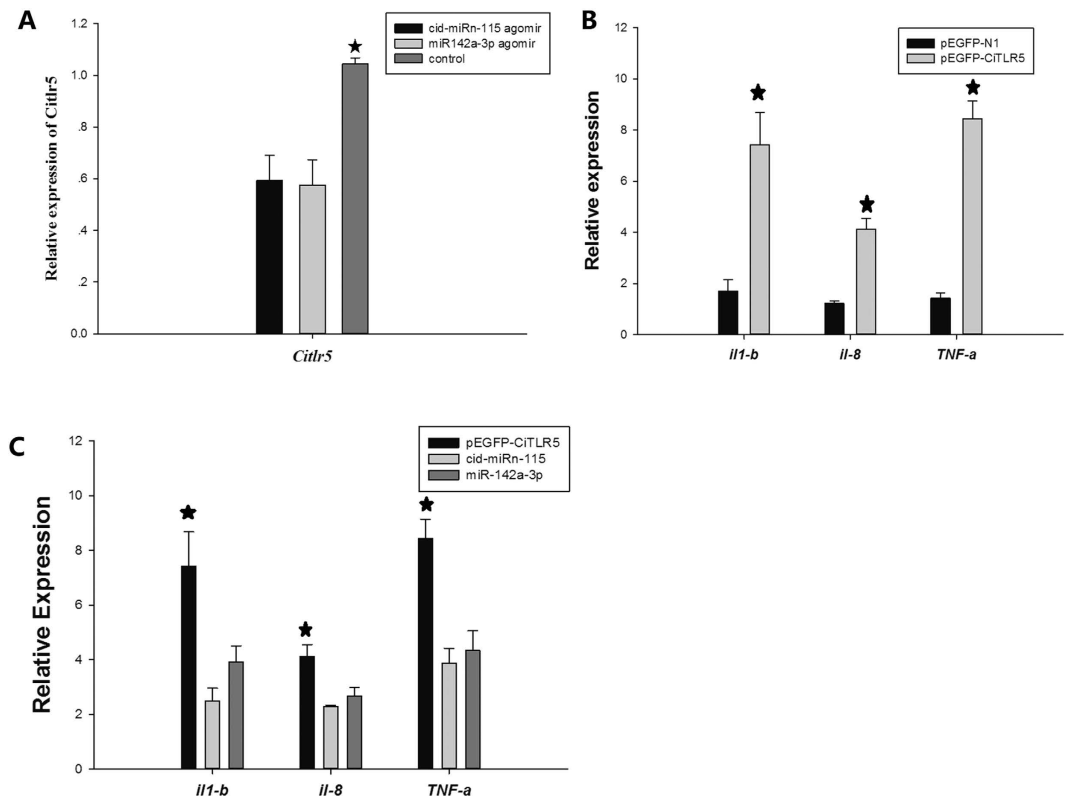 A
Relative expression of Citlr5
1.2
1.0
.8
.6
.4
.2
0.0
cid-miRn-115 agomir
miR142a-3p agomir
control
Citlr5
B
Relative expression
12
10
8
6
4
2
0
pEGFP-N1
pEGFP-CiTLR5
il1-b il-8 TNF-a
C
Relative Expression
12
10
8
6
4
2
0
pEGFP-CiTLR5
cid-miRn-115
miR-142a-3p
il1-b il-8 TNF-a